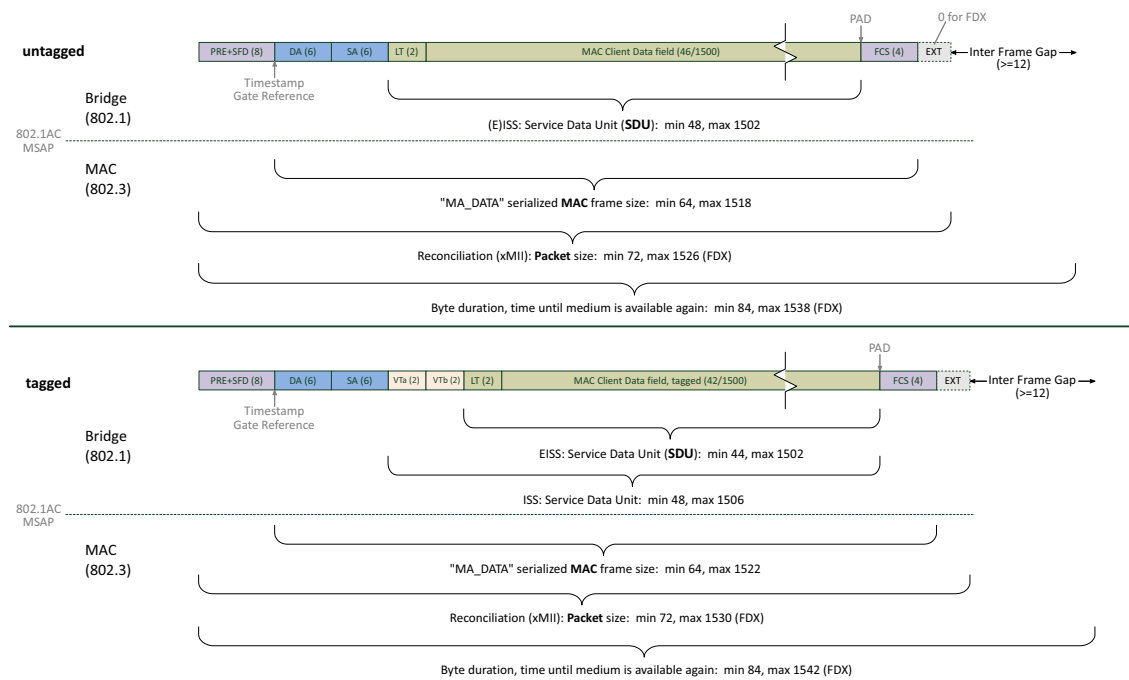 PAD
0 for FDX
untagged
PRE+SFD (8) DA (6) SA (6) LT (2) MAC Client Data field (46/1500) FCS (4) EXT Inter Frame Gap
(>=12)
Timestamp
Gate Reference
Bridge
(802.1)
(E)ISS: Service Data Unit (SDU): min 48, max 1502
802.1AC
MSAP
MAC
(802.3)
"MA_DATA" serialized MAC frame size: min 64, max 1518
Reconciliation (xMII): Packet size: min 72, max 1526 (FDX)
Byte duration, time until medium is available again: min 84, max 1538 (FDX)
PAD
tagged
PRE+SFD (8) DA (6) SA (6) VTa (2) VTb (2) LT (2) MAC Client Data field, tagged (42/1500) FCS (4) EXT Inter Frame Gap
(>=12)
Timestamp
Gate Reference
Bridge
(802.1)
EISS: Service Data Unit (SDU): min 44, max 1502
ISS: Service Data Unit: min 48, max 1506
802.1AC
MSAP
MAC
(802.3)
"MA_DATA" serialized MAC frame size: min 64, max 1522
Reconciliation (xMII): Packet size: min 72, max 1530 (FDX)
Byte duration, time until medium is available again: min 84, max 1542 (FDX)